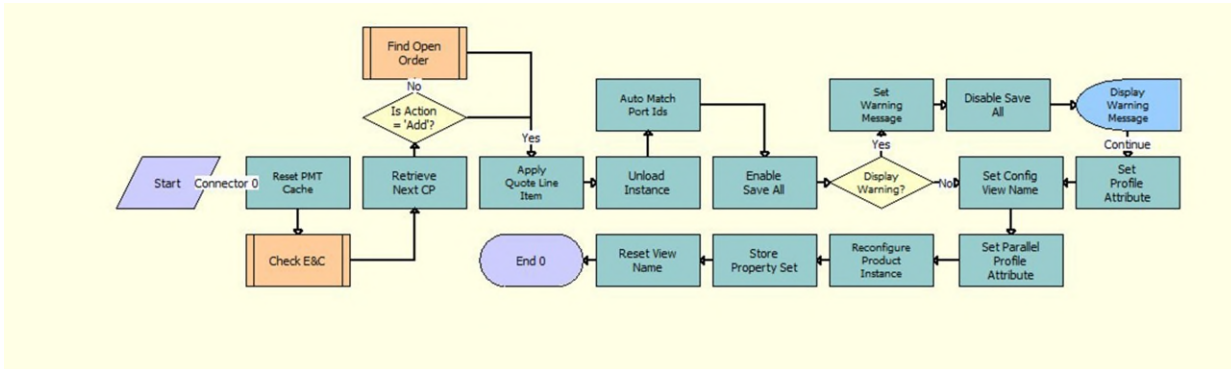 Find Open
Order
No
Is Action
= 'Add'?
Auto Match
Port Ids
Set
Warning
Message
Disable Save
All
Display
Warning
Message
Yes
Yes
Continue
Start
Connector 0
Reset PMT
Cache
Retrieve
Next CP
Apply
Quote Line
Item
Unload
Instance
Enable
Save All
Display
Warning?
No
Set Config
View Name
Set
Profile
Attribute
Check E&C
End 0
Reset View
Name
Store
Property Set
Reconfigure
Product
Instance
Set Parallel
Profile
Attribute